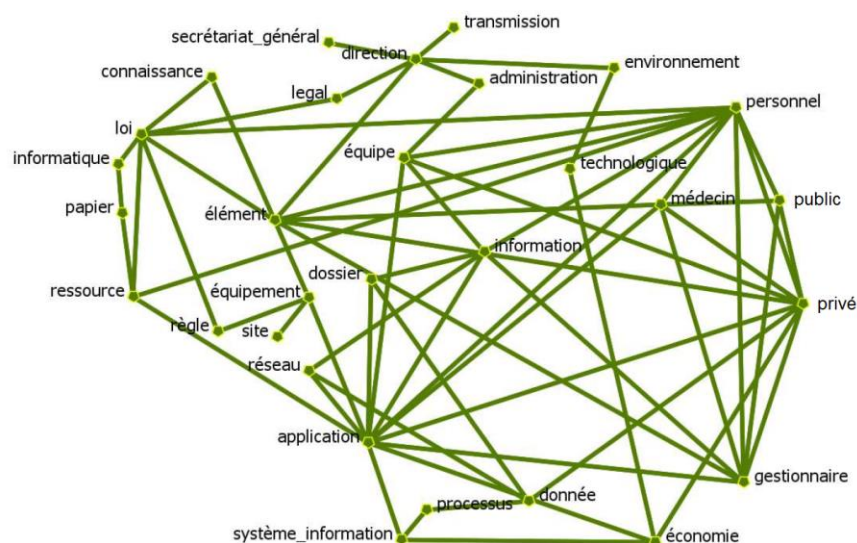 transmission
secrétariat_général
direction
environnement
connaissance
administration
legal
personnel
loi
équipe
informatique
technologique
papier
élément
médecin
public
information
dossier
ressource
équipement
privé
règle
site
réseau
application
gestionnaire
processus
donnée
système_information
économie